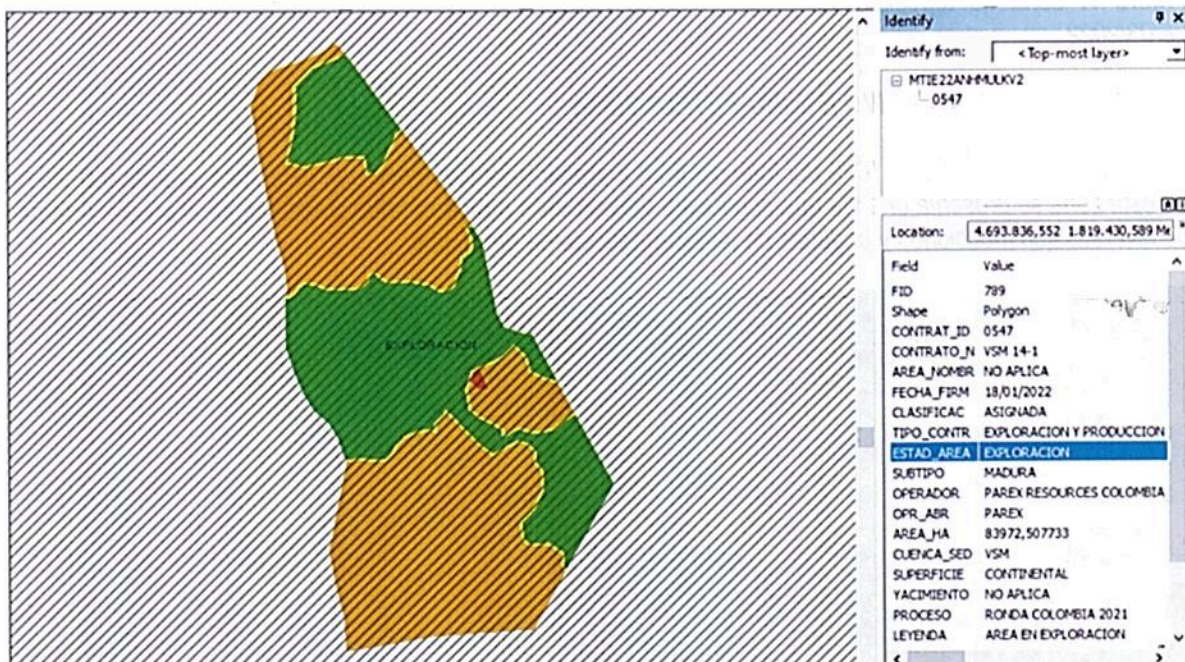 EXPLORACION
Identify
Identify from: <Top-most layer>
MTIE22ANHMULKV2
0547
Location: 4.693.836,552 1.819.430,589 Me
Field Value
FID 789
Shape Polygon
CONTRAT_ID 0547
CONTRATO_N VSM 14-1
AREA_NOMBR NO APLICA
FECHA_FIRM 18/01/2022
CLASIFICAC ASIGNADA
TIPO_CONTR EXPLORACION Y PRODUCCION
ESTAD_AREA EXPLORACION
SUBTIPO MADURA
OPERADOR PAREX RESOURCES COLOMBIA
OPR_ABR PAREX
AREA_HA 83972,507733
CUENCA_SED VSM
SUPERFICIE CONTINENTAL
YACIMIENTO NO APLICA
PROCESO RONDA COLOMBIA 2021
LEYENDA AREA EN EXPLORACION